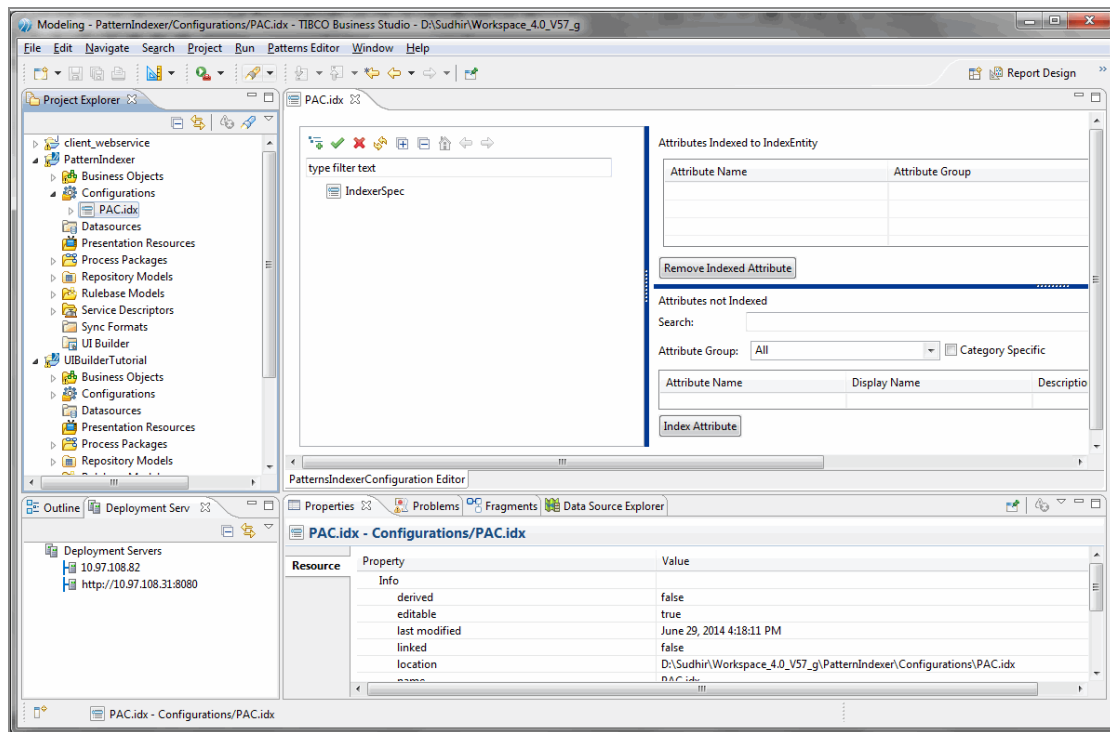 Modeling - PatternIndexer/Configurations/PAC.idx - TIBCO Business Studio - D:\Sudhir\Workspace_4.0_V57_g
File Edit Navigate Search Project Run Patterns Editor Window Help
Report Design
Project Explorer
client_webservice
PatternIndexer
Business Objects
Configurations
PAC.idx
Datasources
Presentation Resources
Process Packages
Repository Models
Rulebase Models
Service Descriptors
Sync Formats
UI Builder
UIBuilderTutorial
Business Objects
Configurations
Datasources
Presentation Resources
Process Packages
Repository Models
PAC.idx
type filter text
IndexerSpec
Attributes Indexed to IndexEntity
Attribute Name Attribute Group
Remove Indexed Attribute
Attributes not Indexed
Search:
Attribute Group: All Category Specific
Attribute Name Display Name Descriptio
Index Attribute
PatternsIndexerConfiguration Editor
Outline Deployment Serv
Deployment Servers
10.97.108.82
http://10.97.108.31:8080
Properties Problems Fragments Data Source Explorer
PAC.idx - Configurations/PAC.idx
Resource
Property Value
Info
derived false
editable true
last modified June 29, 2014 4:18:11 PM
linked false
location D:\Sudhir\Workspace_4.0_V57_g\PatternIndexer\Configurations\PAC.idx
name PAC.idx
PAC.idx - Configurations/PAC.idx